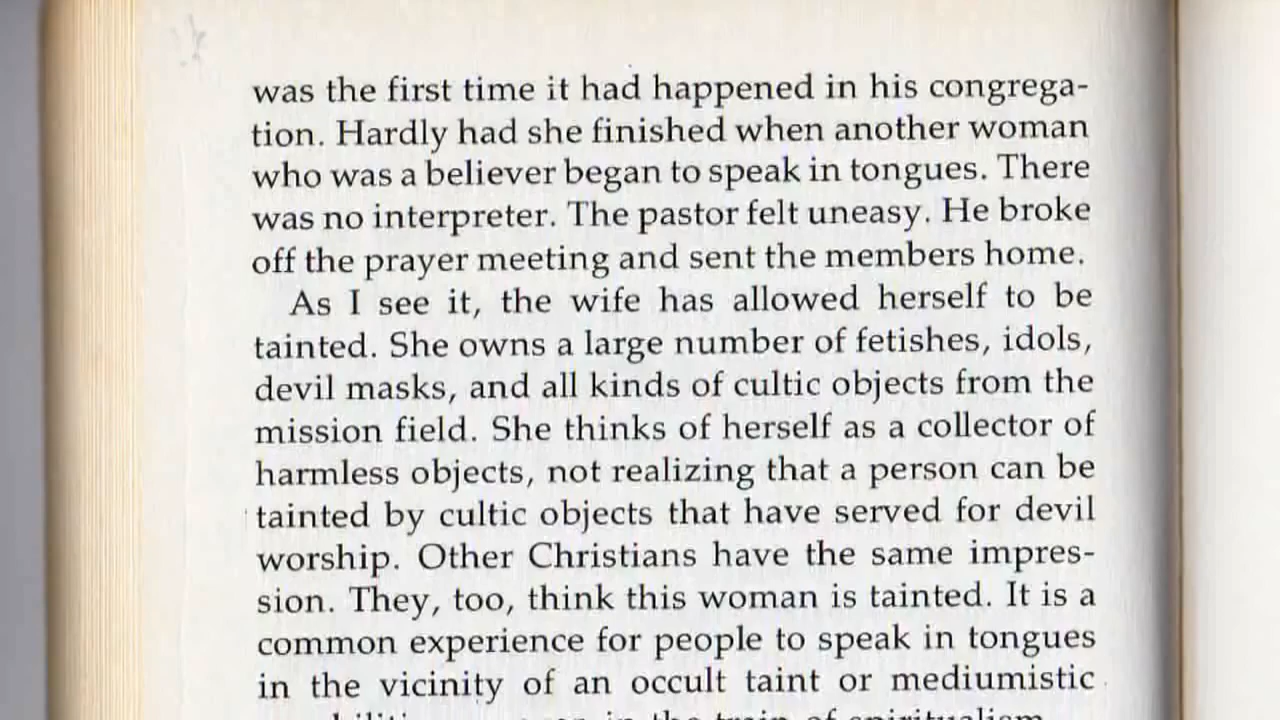 was the first time it had happened in his congrega-
tion. Hardly had she finished when another woman
who was a believer began to speak in tongues. There
was no interpreter. The pastor felt uneasy. He broke
off the prayer meeting and sent the members home.
As I see it, the wife has allowed herself to be
tainted. She owns a large number of fetishes, idols,
devil masks, and all kinds of cultic objects from the
mission field. She thinks of herself as a collector of
harmless objects, not realizing that a person can be
tainted by cultic objects that have served for devil
worship. Other Christians have the same impres-
sion. They, too, think this woman is tainted. It is a
common experience for people to speak in tongues
in the vicinity of an occult taint or mediumistic
in the train of spiritualism